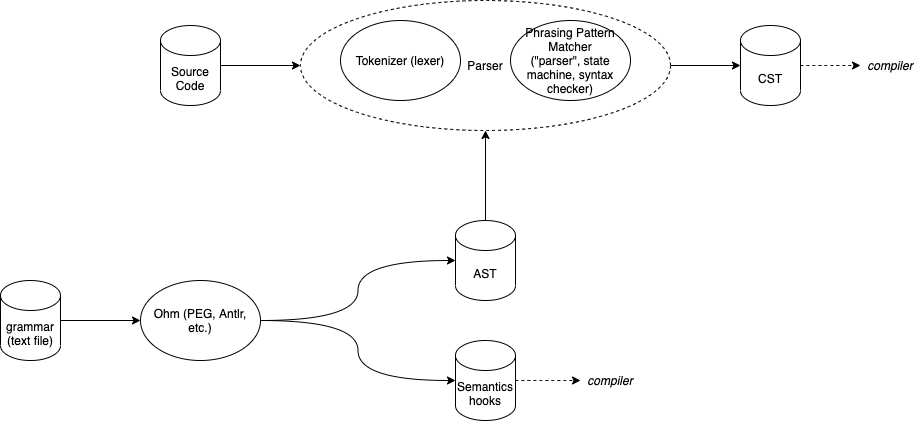 Source
Code
Tokenizer (lexer)
Parser
Phrasing Pattern
Matcher
("parser", state
machine, syntax
checker)
CST
compiler
AST
grammar
(text file)
Ohm (PEG, Antlr,
etc.)
Semantics
hooks
compiler